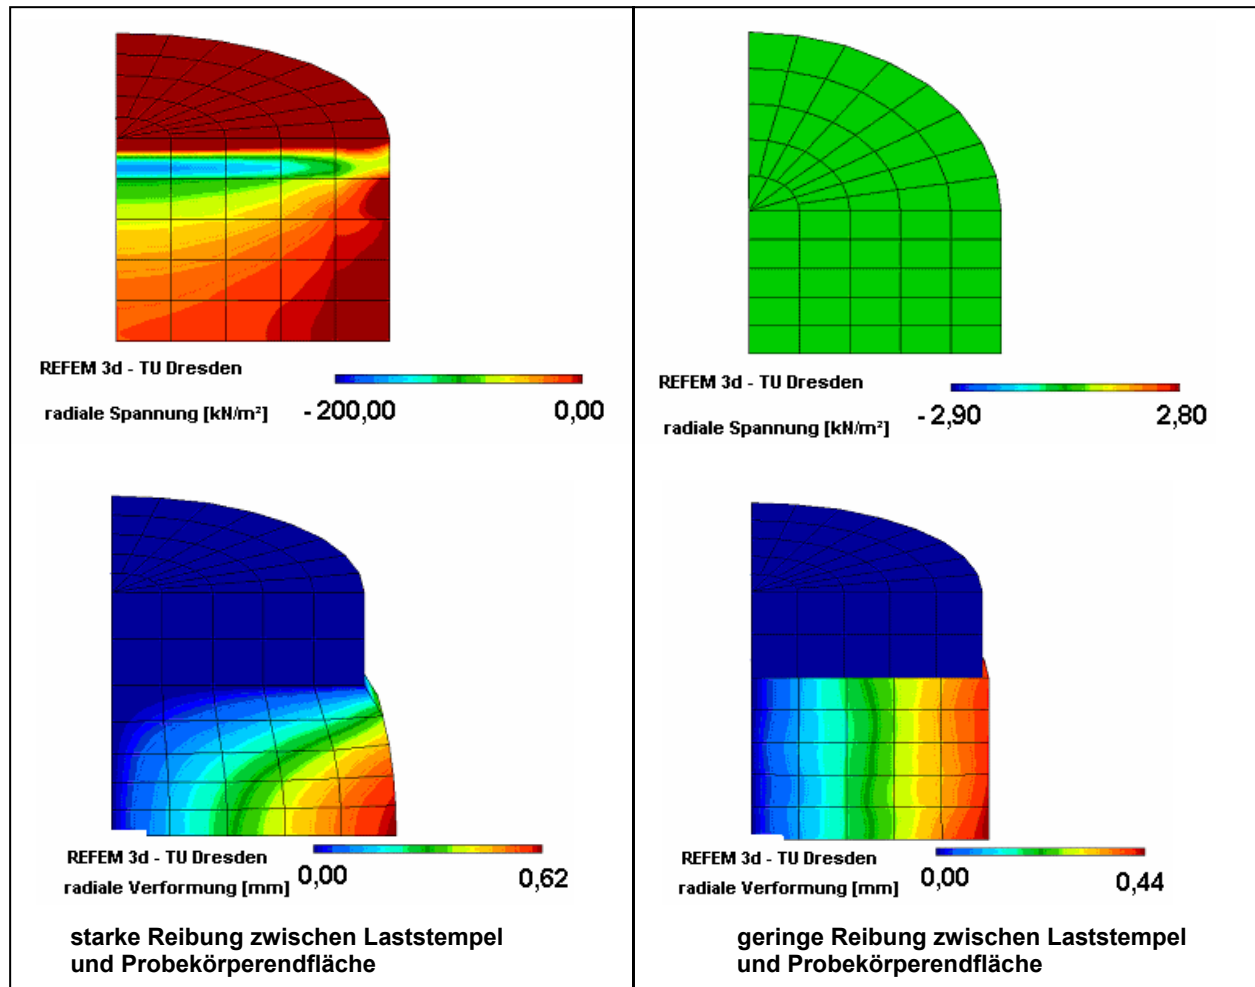 REFEM 3d - TU Dresden
radiale Spannung [kN/m²] - 200,00 0,00
REFEM 3d - TU Dresden
radiale Spannung [kN/m²] - 2,90 2,80
REFEM 3d - TU Dresden
radiale Verformung [mm] 0,00 0,62
REFEM 3d - TU Dresden
radiale Verformung [mm] 0,00 0,44
starke Reibung zwischen Laststempel
und Probekörperendfläche
geringe Reibung zwischen Laststempel
und Probekörperendfläche